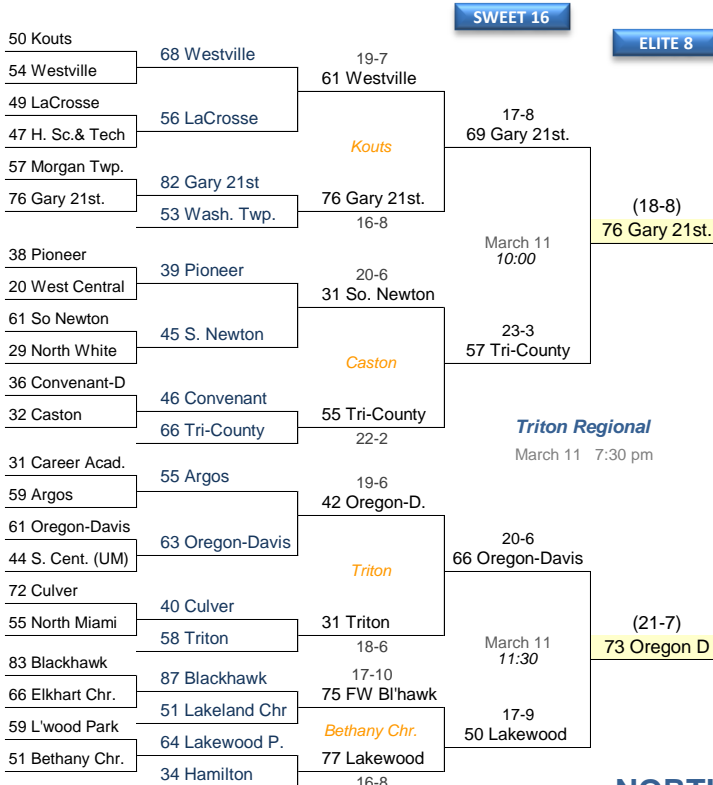 SWEET 16
ELITE 8
50 Kouts
54 Westville
49 LaCrosse
47 H. Sc.& Tech
57 Morgan Twp.
76 Gary 21st.
38 Pioneer
20 West Central
61 So Newton
29 North White
36 Convenant-D
32 Caston
31 Career Acad.
59 Argos
61 Oregon-Davis
44 S. Cent. (UM)
72 Culver
55 North Miami
83 Blackhawk
66 Elkhart Chr.
59 L'wood Park
51 Bethany Chr.
68 Westville
56 LaCrosse
82 Gary 21st
53 Wash. Twp.
39 Pioneer
45 S. Newton
46 Convenant
66 Tri-County
55 Argos
63 Oregon-Davis
40 Culver
58 Triton
87 Blackhawk
51 Lakeland Chr
64 Lakewood P.
34 Hamilton
19-7
61 Westville
Kouts
76 Gary 21st.
16-8
20-6
31 So. Newton
Caston
55 Tri-County
22-2
19-6
42 Oregon-D.
Triton
31 Triton
18-6
17-10
75 FW Bl'hawk
Bethany Chr.
77 Lakewood
16-8
17-8
69 Gary 21st.
March 11
10:00
23-3
57 Tri-County
Triton Regional
March 11 7:30 pm
20-6
66 Oregon-Davis
March 11
11:30
17-9
50 Lakewood
(18-8)
76 Gary 21st.
(21-7)
73 Oregon D